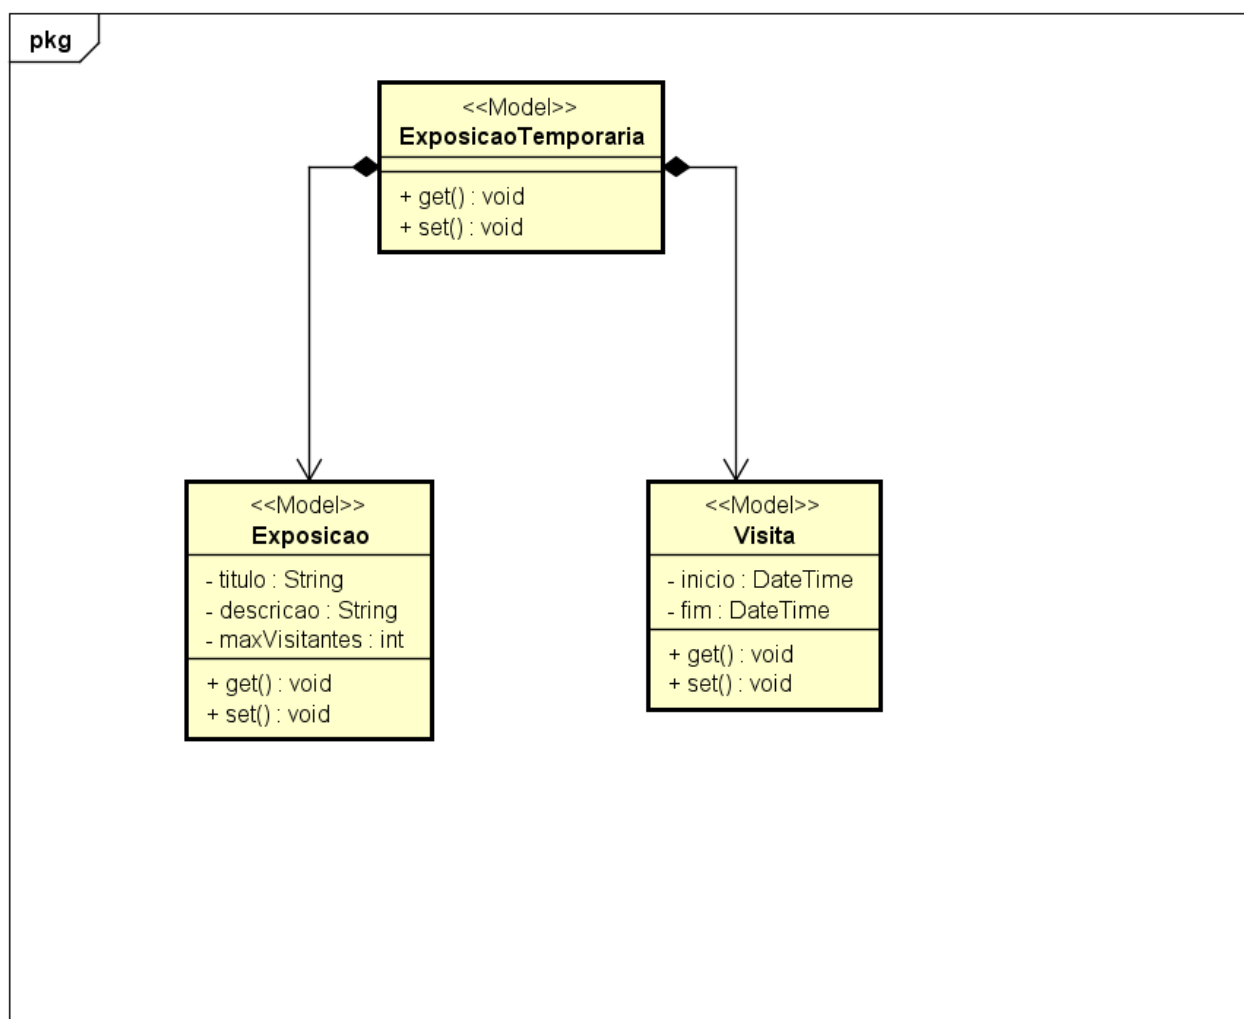 pkg
<<Model>>
ExposicaoTemporaria
+ get() : void
+ set() : void
<<Model>>
Exposicao
- titulo : String
- descricao : String
- maxVisitantes : int
+ get() : void
+ set() : void
<<Model>>
Visita
- inicio : DateTime
- fim : DateTime
+ get() : void
+ set() : void